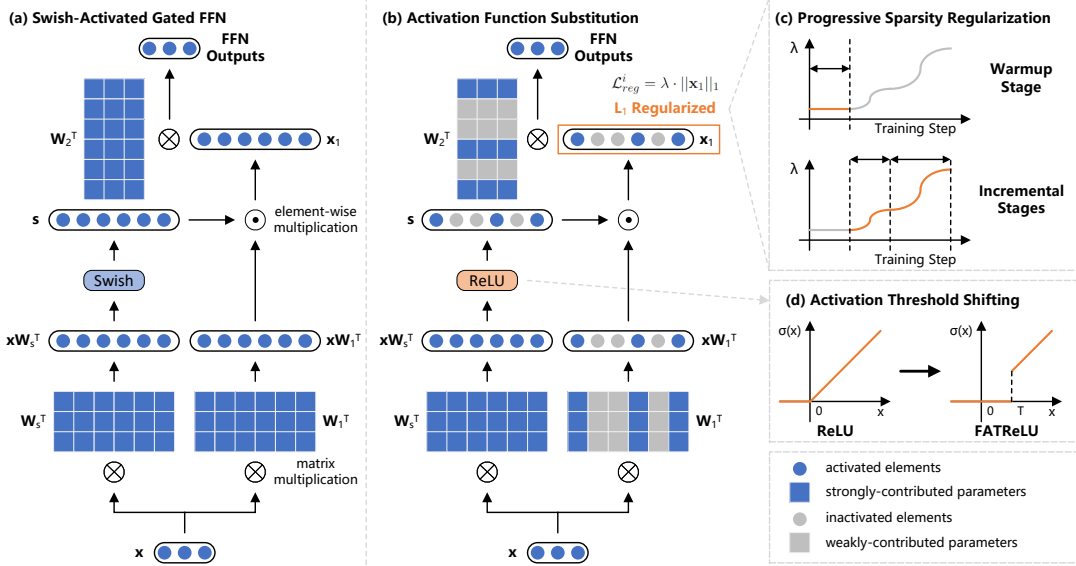 (a) Swish-Activated Gated FFN
FFN
Outputs
W₂ᵀ
x₁
s
element-wise
multiplication
Swish
xWₛᵀ
xW₁ᵀ
Wₛᵀ
W₁ᵀ
matrix
multiplication
x
(b) Activation Function Substitution
FFN
Outputs
ℒⁱ_reg = λ · ||x₁||₁
L₁ Regularized
W₂ᵀ
x₁
s
ReLU
xWₛᵀ
xW₁ᵀ
Wₛᵀ
W₁ᵀ
x
(c) Progressive Sparsity Regularization
λ
Warmup
Stage
Training Step
λ
Incremental
Stages
Training Step
(d) Activation Threshold Shifting
σ(x)
0
x
ReLU
σ(x)
0
T
x
FATReLU
activated elements
strongly-contributed parameters
inactivated elements
weakly-contributed parameters